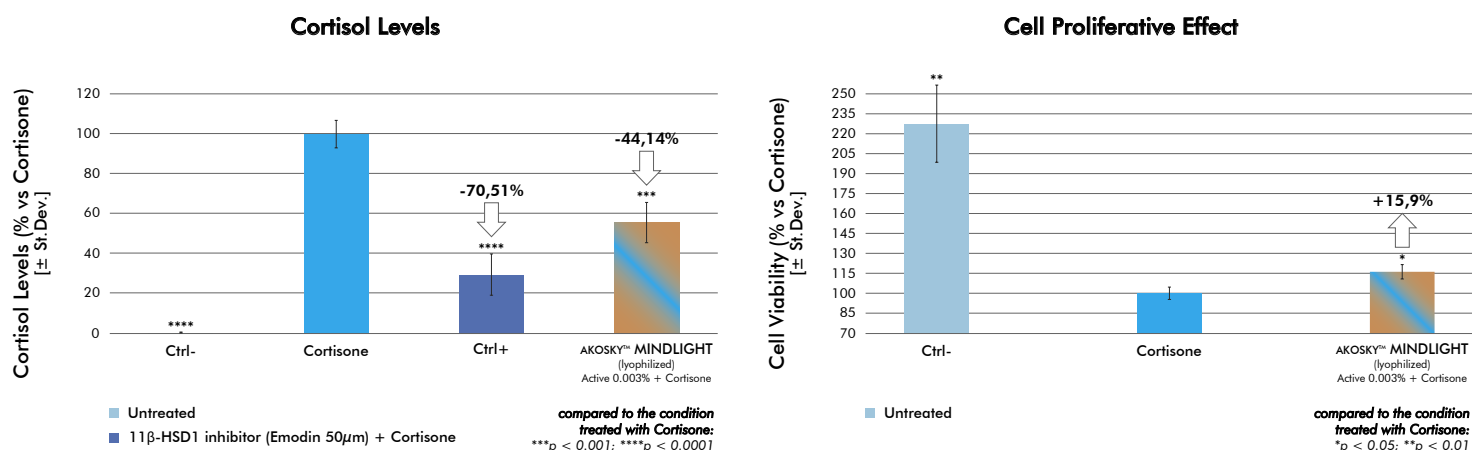 Cortisol Levels
Cortisol Levels (% vs Cortisone)
[± St.Dev.]
120
100
80
60
40
20
0
-70,51%
-44,14%
****
****
***
Ctrl-
Cortisone
Ctrl+
AKOSKY™ MINDLIGHT
(lyophilized)
Active 0.003% + Cortisone
Untreated
11β-HSD1 inhibitor (Emodin 50μm) + Cortisone
compared to the condition
treated with Cortisone:
***p < 0.001; ****p < 0.0001
Cell Proliferative Effect
Cell Viability (% vs Cortisone)
[± St.Dev.]
250
235
220
205
190
175
160
145
130
115
100
85
70
**
+15,9%
*
Ctrl-
Cortisone
AKOSKY™ MINDLIGHT
(lyophilized)
Active 0.003% + Cortisone
Untreated
compared to the condition
treated with Cortisone:
*p < 0.05; **p < 0.01